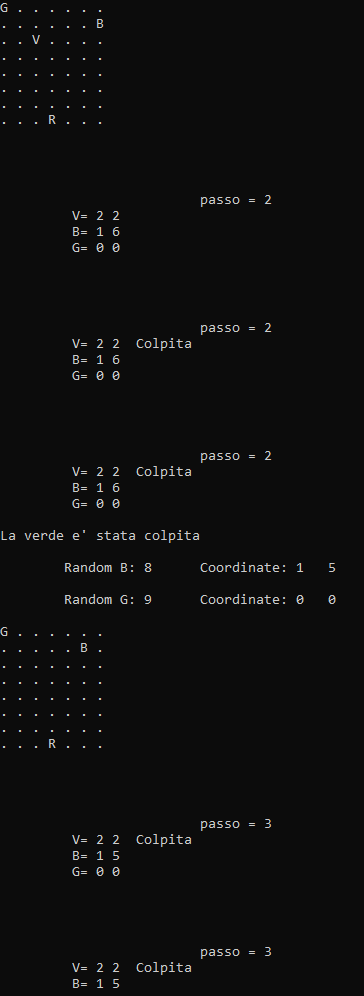 G . . . . . .
. . . . . . B
. . V . . . .
. . . . . . .
. . . . . . .
. . . . . . .
. . . . . . .
. . . R . . .
passo = 2
V= 2 2
B= 1 6
G= 0 0
passo = 2
V= 2 2  Colpita
B= 1 6
G= 0 0
passo = 2
V= 2 2  Colpita
B= 1 6
G= 0 0
La verde e' stata colpita
Random B: 8      Coordinate: 1   5
Random G: 9      Coordinate: 0   0
G . . . . . .
. . . . . B .
. . . . . . .
. . . . . . .
. . . . . . .
. . . . . . .
. . . . . . .
. . . R . . .
passo = 3
V= 2 2  Colpita
B= 1 5
G= 0 0
passo = 3
V= 2 2  Colpita
B= 1 5